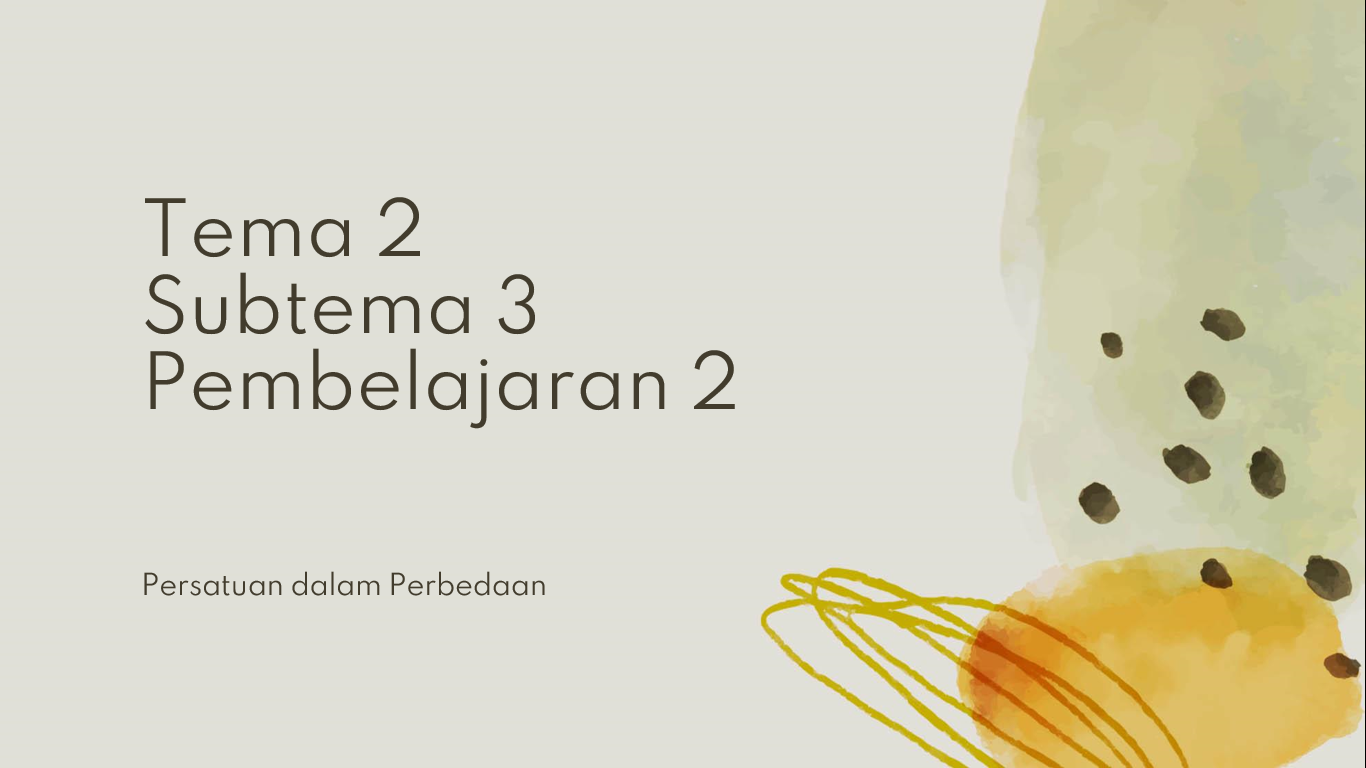 Tema 2
Subtema 3
Pembelajaran 2
Persatuan dalam Perbedaan